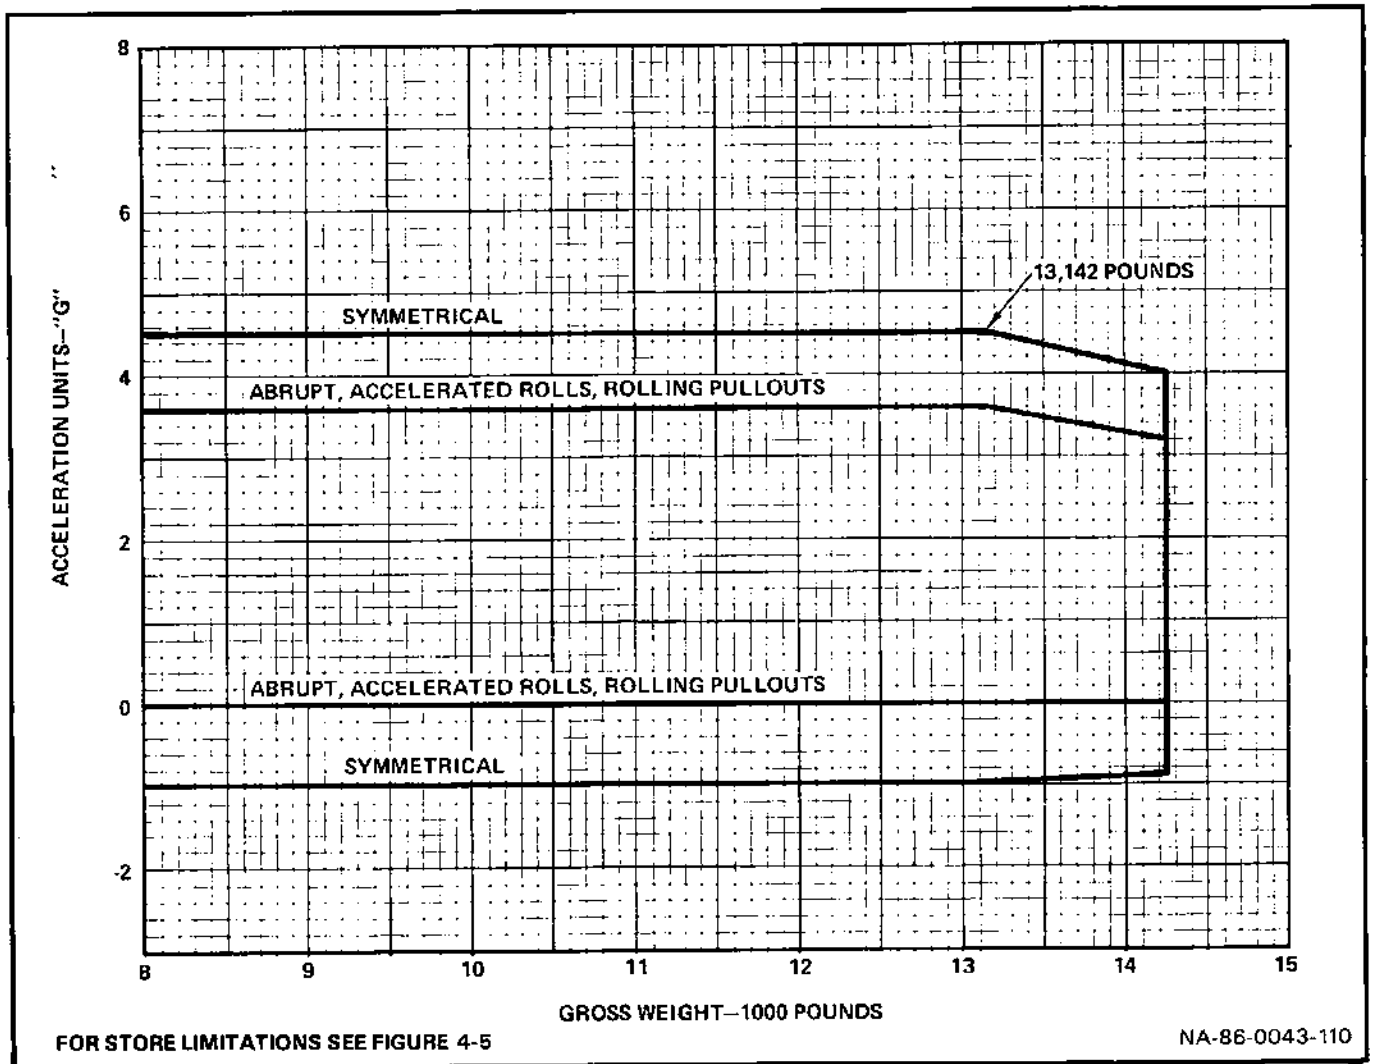 8
6
13,142 POUNDS
SYMMETRICAL
4
ABRUPT, ACCELERATED ROLLS, ROLLING PULLOUTS
ACCELERATION UNITS—"G"
2
ABRUPT, ACCELERATED ROLLS, ROLLING PULLOUTS
0
SYMMETRICAL
-2
8 9 10 11 12 13 14 15
GROSS WEIGHT—1000 POUNDS
FOR STORE LIMITATIONS SEE FIGURE 4-5
NA-86-0043-110